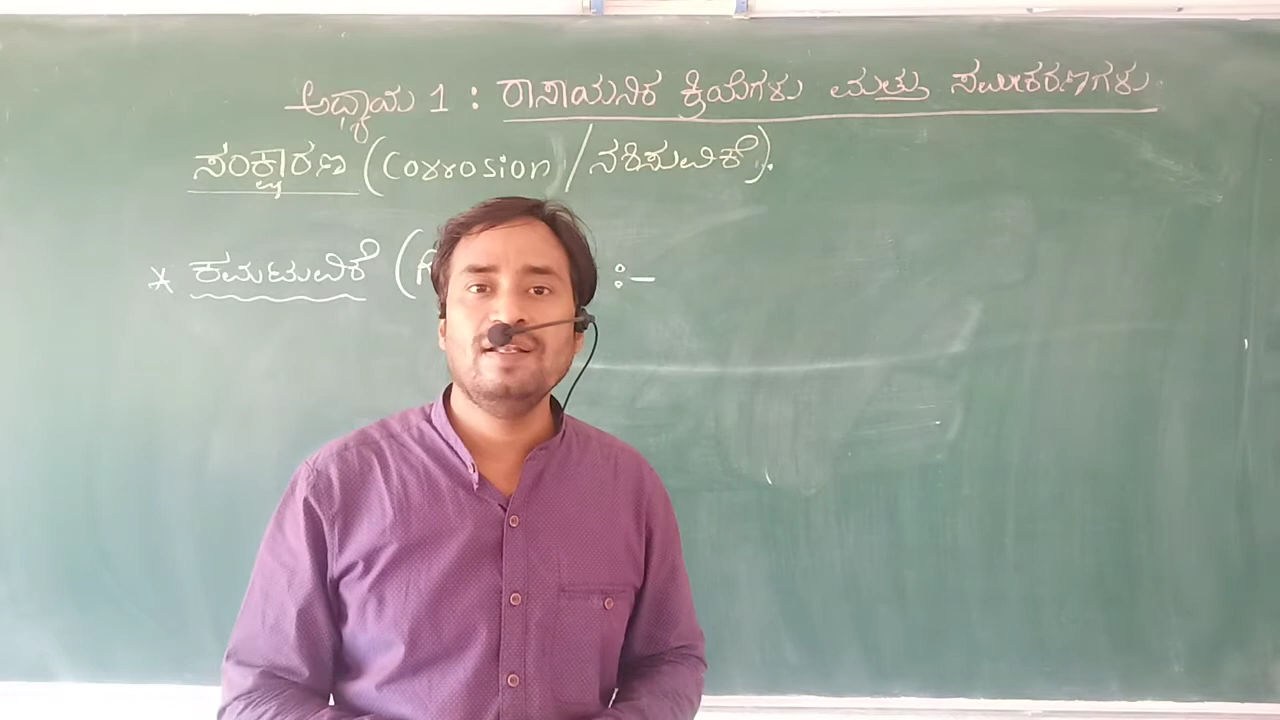 ಅಧ್ಯಾಯ 1 : ರಾಸಾಯನಿಕ ಕ್ರಿಯೆಗಳು ಮತ್ತು ಸಮೀಕರಣಗಳು.
ಸಂಕ್ಷಾರಣ (Corrosion / ನಶಿಸುವಿಕೆ).
* ಕಮಟುವಿಕೆ ( :-